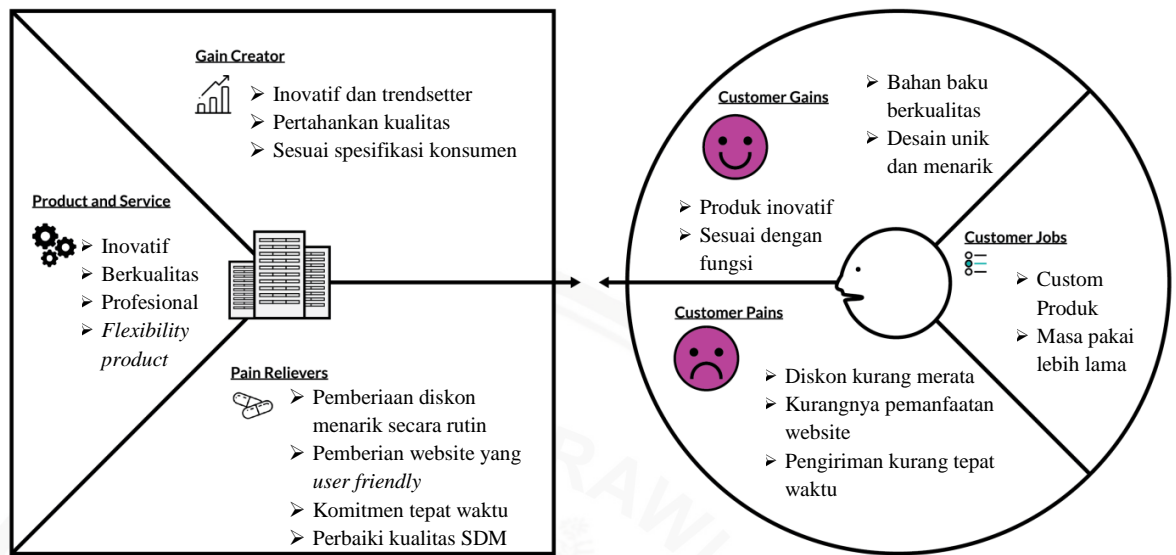 Gain Creator
➢ Inovatif dan trendsetter
➢ Pertahankan kualitas
➢ Sesuai spesifikasi konsumen
Product and Service
➢ Inovatif
➢ Berkualitas
➢ Profesional
➢ Flexibility
product
Pain Relievers
➢ Pemberiaan diskon
menarik secara rutin
➢ Pemberian website yang
user friendly
➢ Komitmen tepat waktu
➢ Perbaiki kualitas SDM
Customer Gains
➢ Bahan baku
berkualitas
➢ Desain unik
dan menarik
➢ Produk inovatif
➢ Sesuai dengan
fungsi
Customer Jobs
➢ Custom
Produk
➢ Masa pakai
lebih lama
Customer Pains
➢ Diskon kurang merata
➢ Kurangnya pemanfaatan
website
➢ Pengiriman kurang tepat
waktu